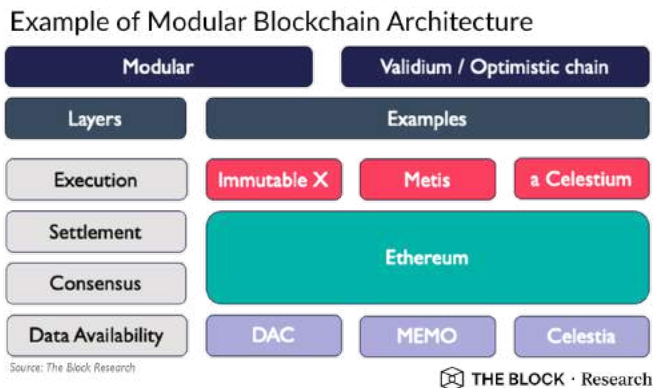 Example of Modular Blockchain Architecture
Modular
Validium / Optimistic chain
Layers
Examples
Execution
Immutable X
Metis
a Celestium
Settlement
Ethereum
Consensus
Data Availability
DAC
MEMO
Celestia
Source: The Block Research
THE BLOCK · Research